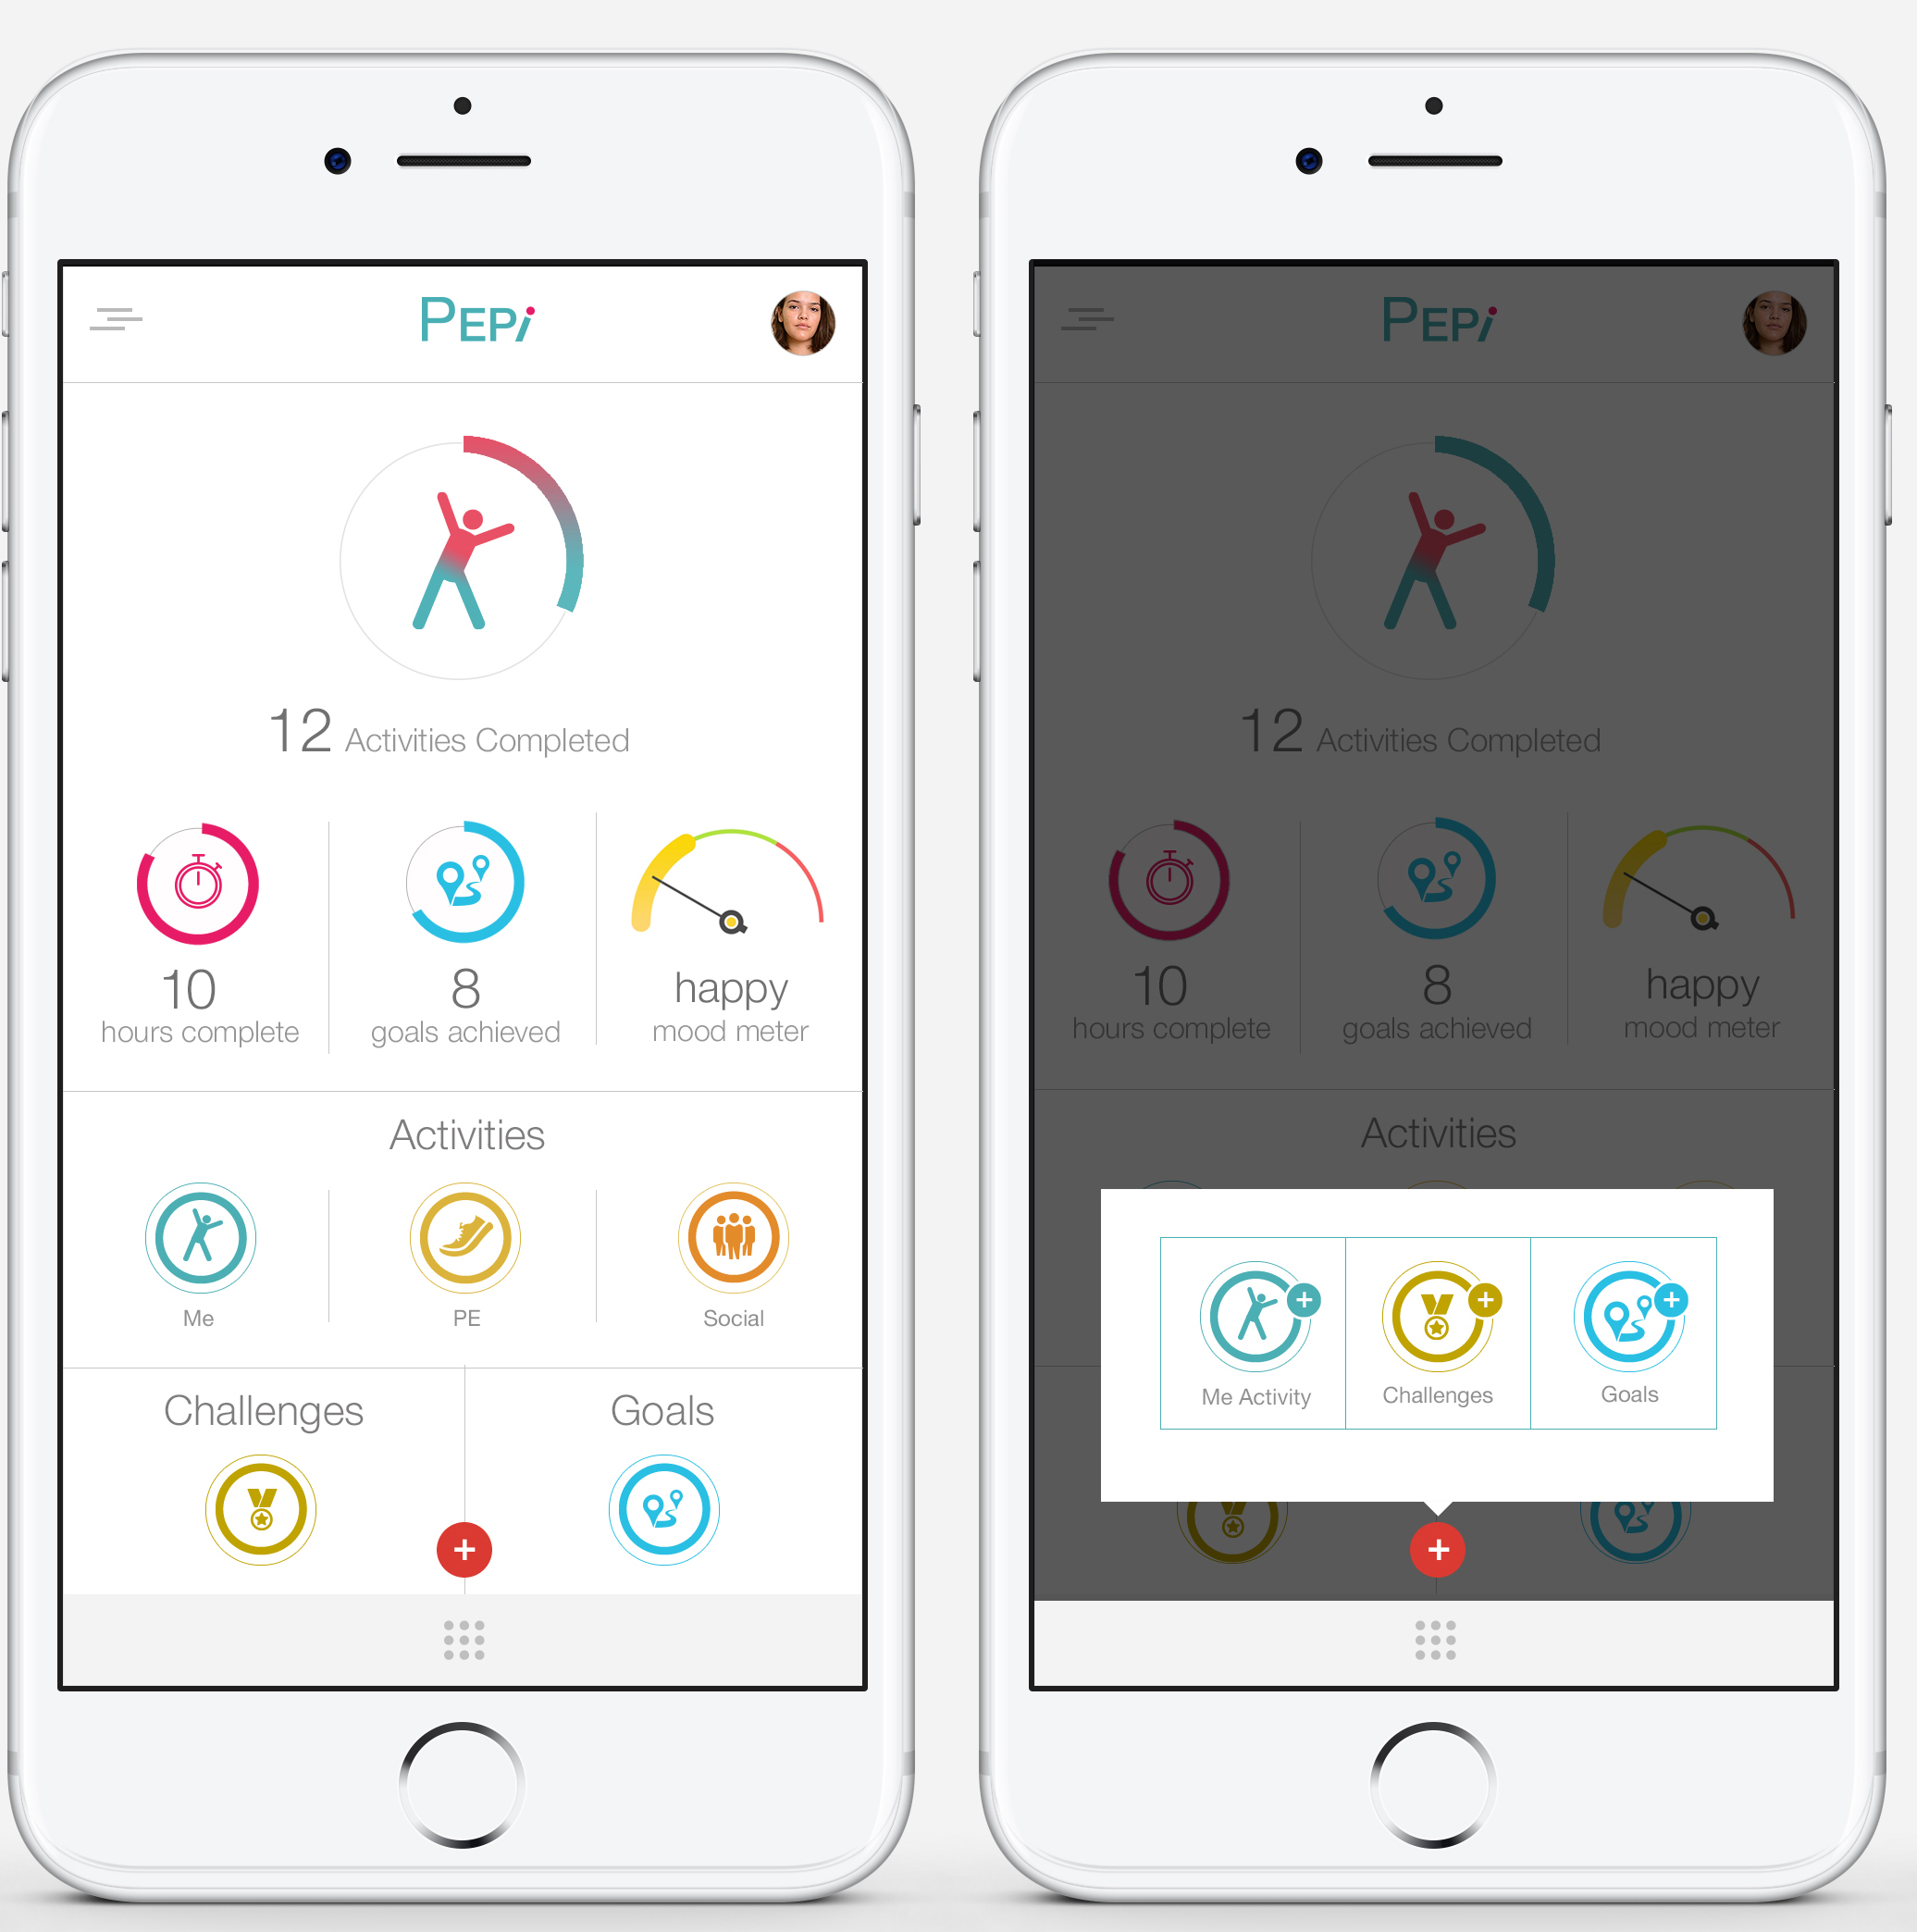 PEPi
12 Activities Completed
10
hours complete
8
goals achieved
happy
mood meter
Activities
Me
PE
Social
Challenges
Goals
+
PEPi
12 Activities Completed
10
hours complete
8
goals achieved
happy
mood meter
Activities
+
+
+
Me Activity
Challenges
Goals
+